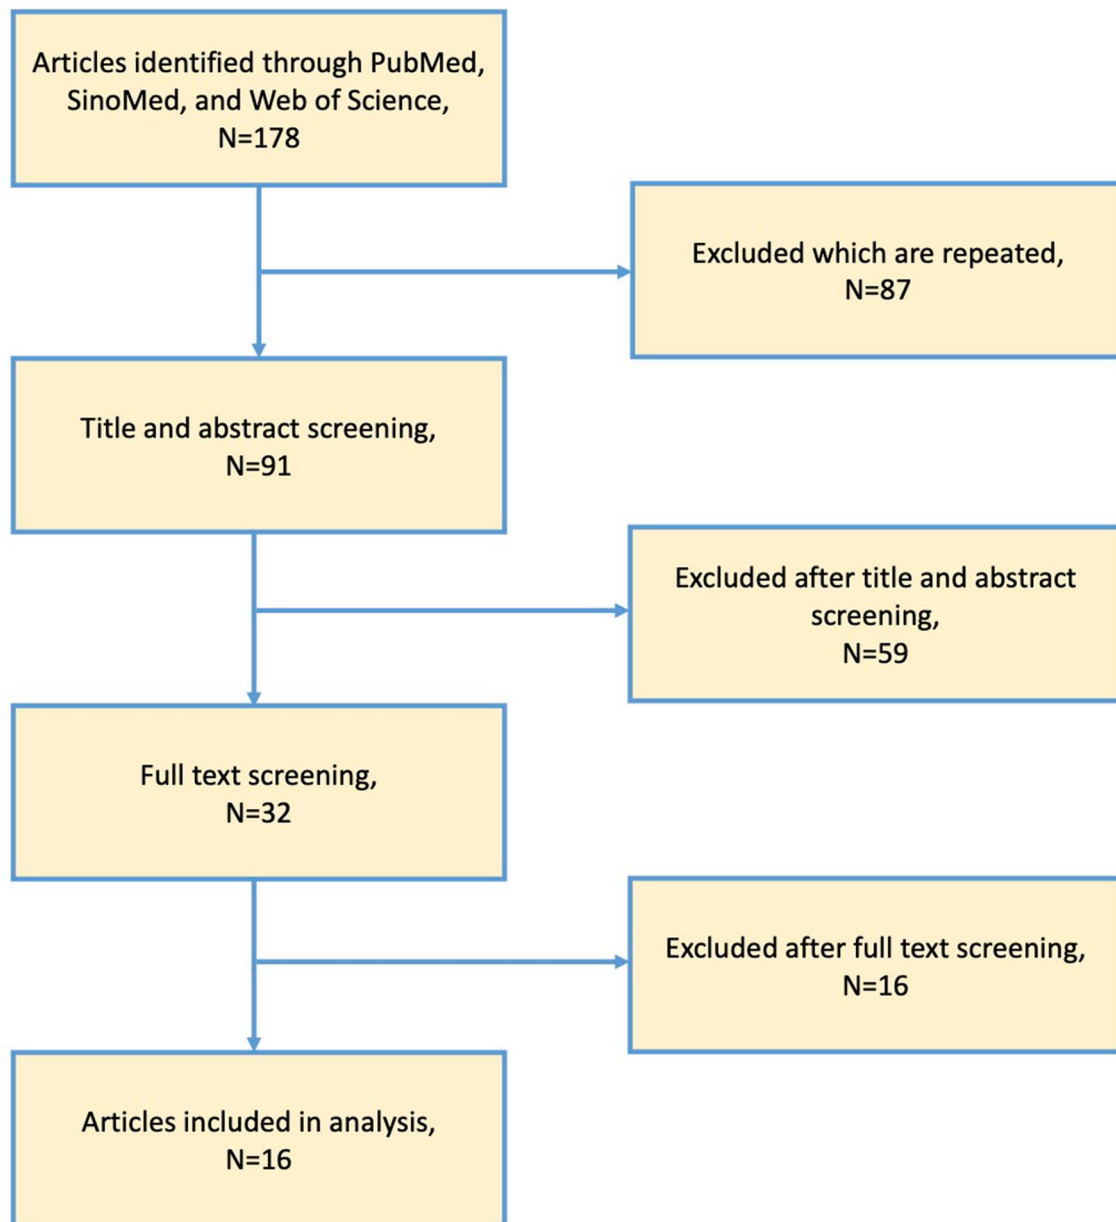 Articles identified through PubMed,
SinoMed, and Web of Science,
N=178
Excluded which are repeated,
N=87
Title and abstract screening,
N=91
Excluded after title and abstract
screening,
N=59
Full text screening,
N=32
Excluded after full text screening,
N=16
Articles included in analysis,
N=16